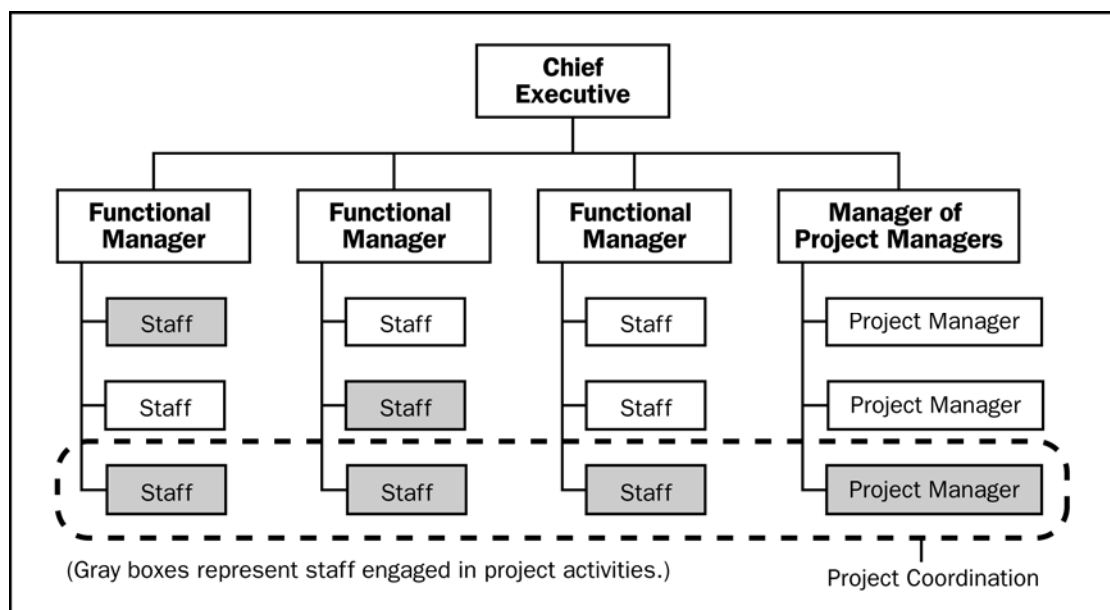 Chief
Executive
Functional
Manager
Functional
Manager
Functional
Manager
Manager of
Project Managers
Staff
Staff
Staff
Project Manager
Staff
Staff
Staff
Project Manager
Staff
Staff
Staff
Project Manager
(Gray boxes represent staff engaged in project activities.)
Project Coordination